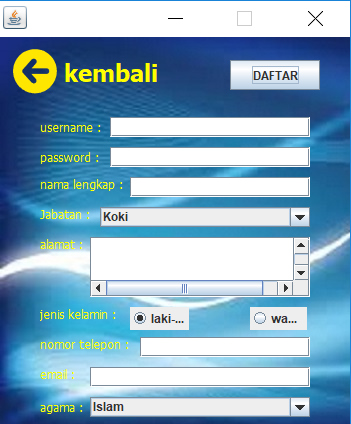 kembali
DAFTAR
username :
password :
nama lengkap :
Jabatan : Koki
alamat :
jenis kelamin : laki-... wa...
nomor telepon :
email :
agama : Islam